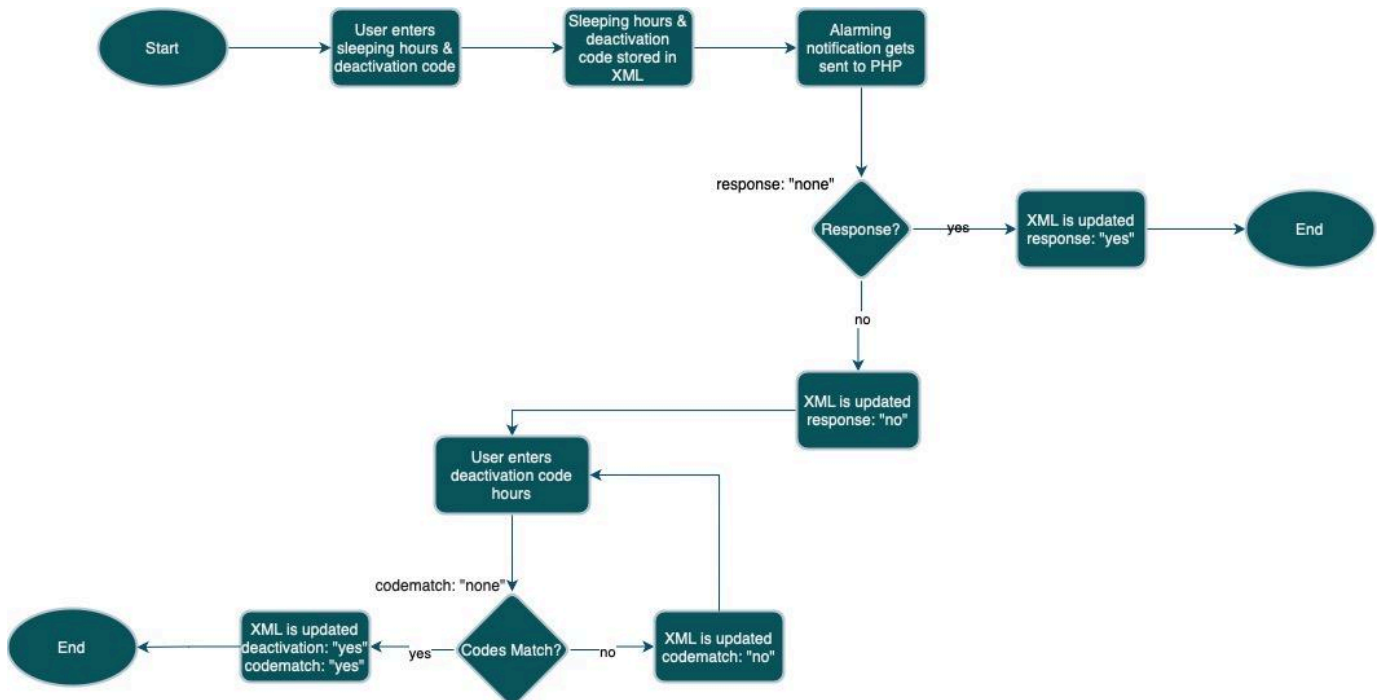 Start
User enters
sleeping hours &
deactivation code
Sleeping hours &
deactivation
code stored in
XML
Alarming
notification gets
sent to PHP
response: "none"
Response?
yes
XML is updated
response: "yes"
End
no
XML is updated
response: "no"
User enters
deactivation code
hours
codematch: "none"
Codes Match?
yes
XML is updated
deactivation: "yes"
codematch: "yes"
End
no
XML is updated
codematch: "no"